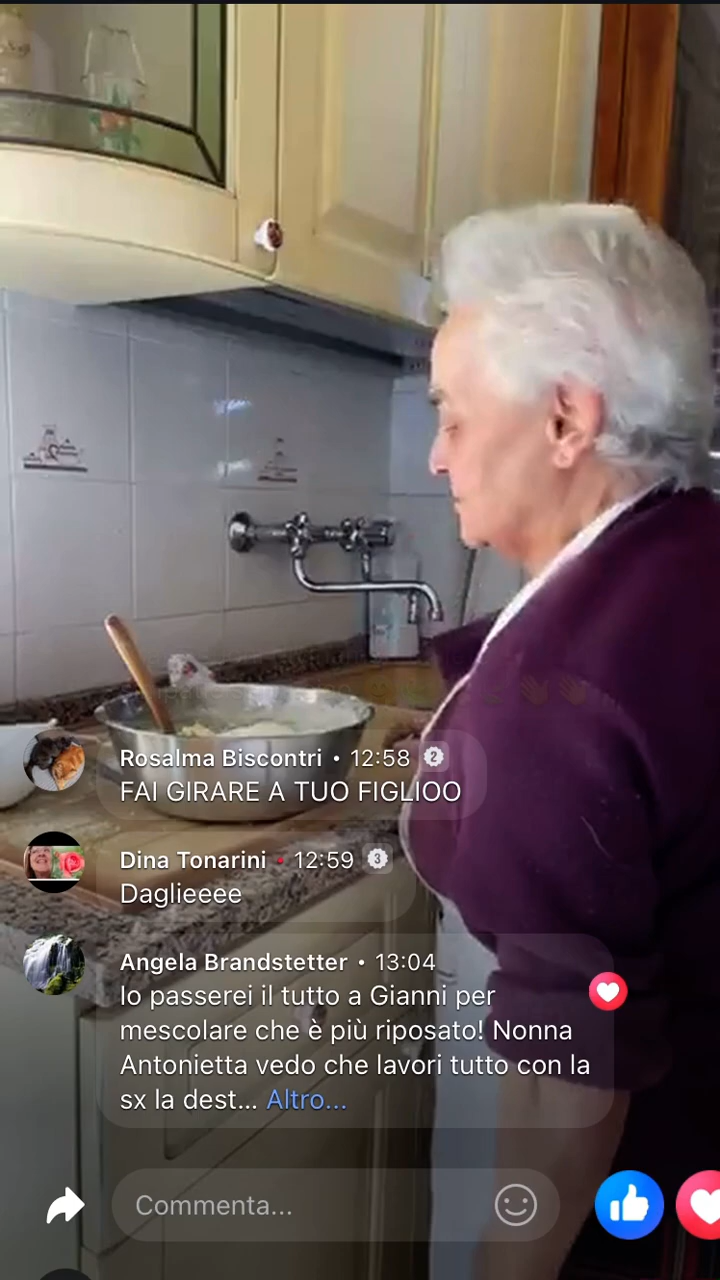 Rosalma Biscontri • 12:58 2
FAI GIRARE A TUO FIGLIOO
Dina Tonarini • 12:59 3
Daglieeee
Angela Brandstetter • 13:04
Io passerei il tutto a Gianni per
mescolare che è più riposato! Nonna
Antonietta vedo che lavori tutto con la
sx la dest... Altro...
Commenta...